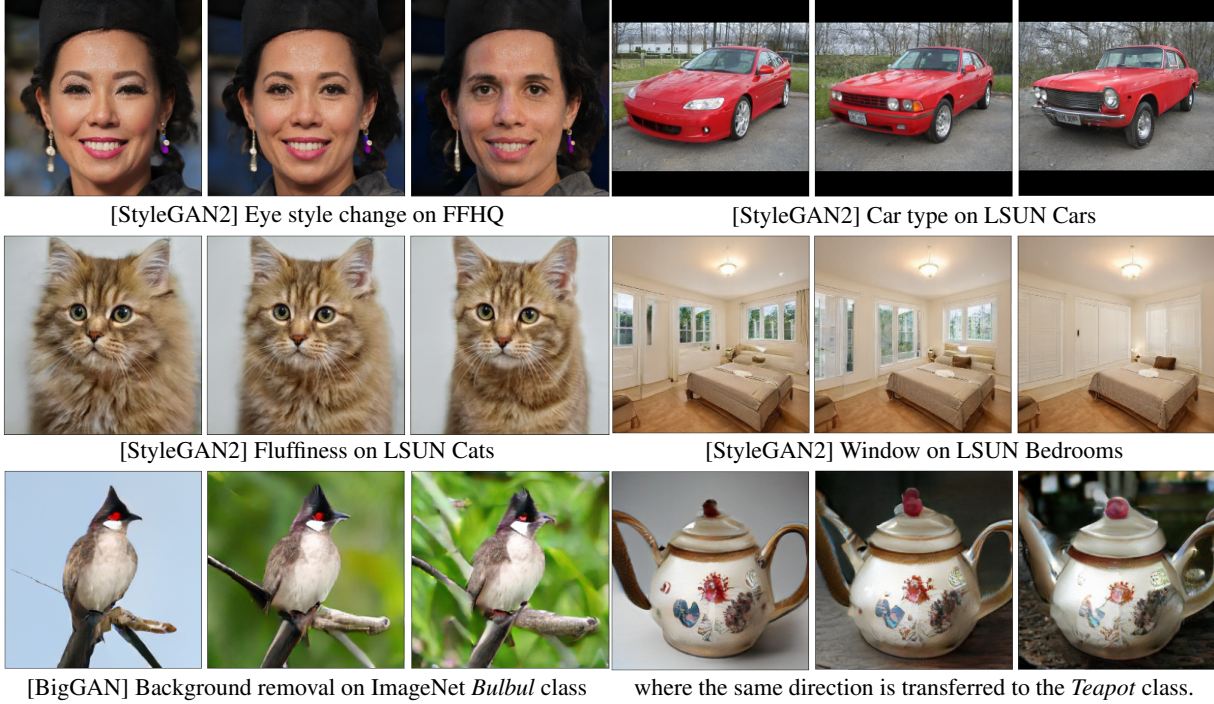 [StyleGAN2] Eye style change on FFHQ
[StyleGAN2] Car type on LSUN Cars
[StyleGAN2] Fluffiness on LSUN Cats
[StyleGAN2] Window on LSUN Bedrooms
[BigGAN] Background removal on ImageNet Bulbul class
where the same direction is transferred to the Teapot class.